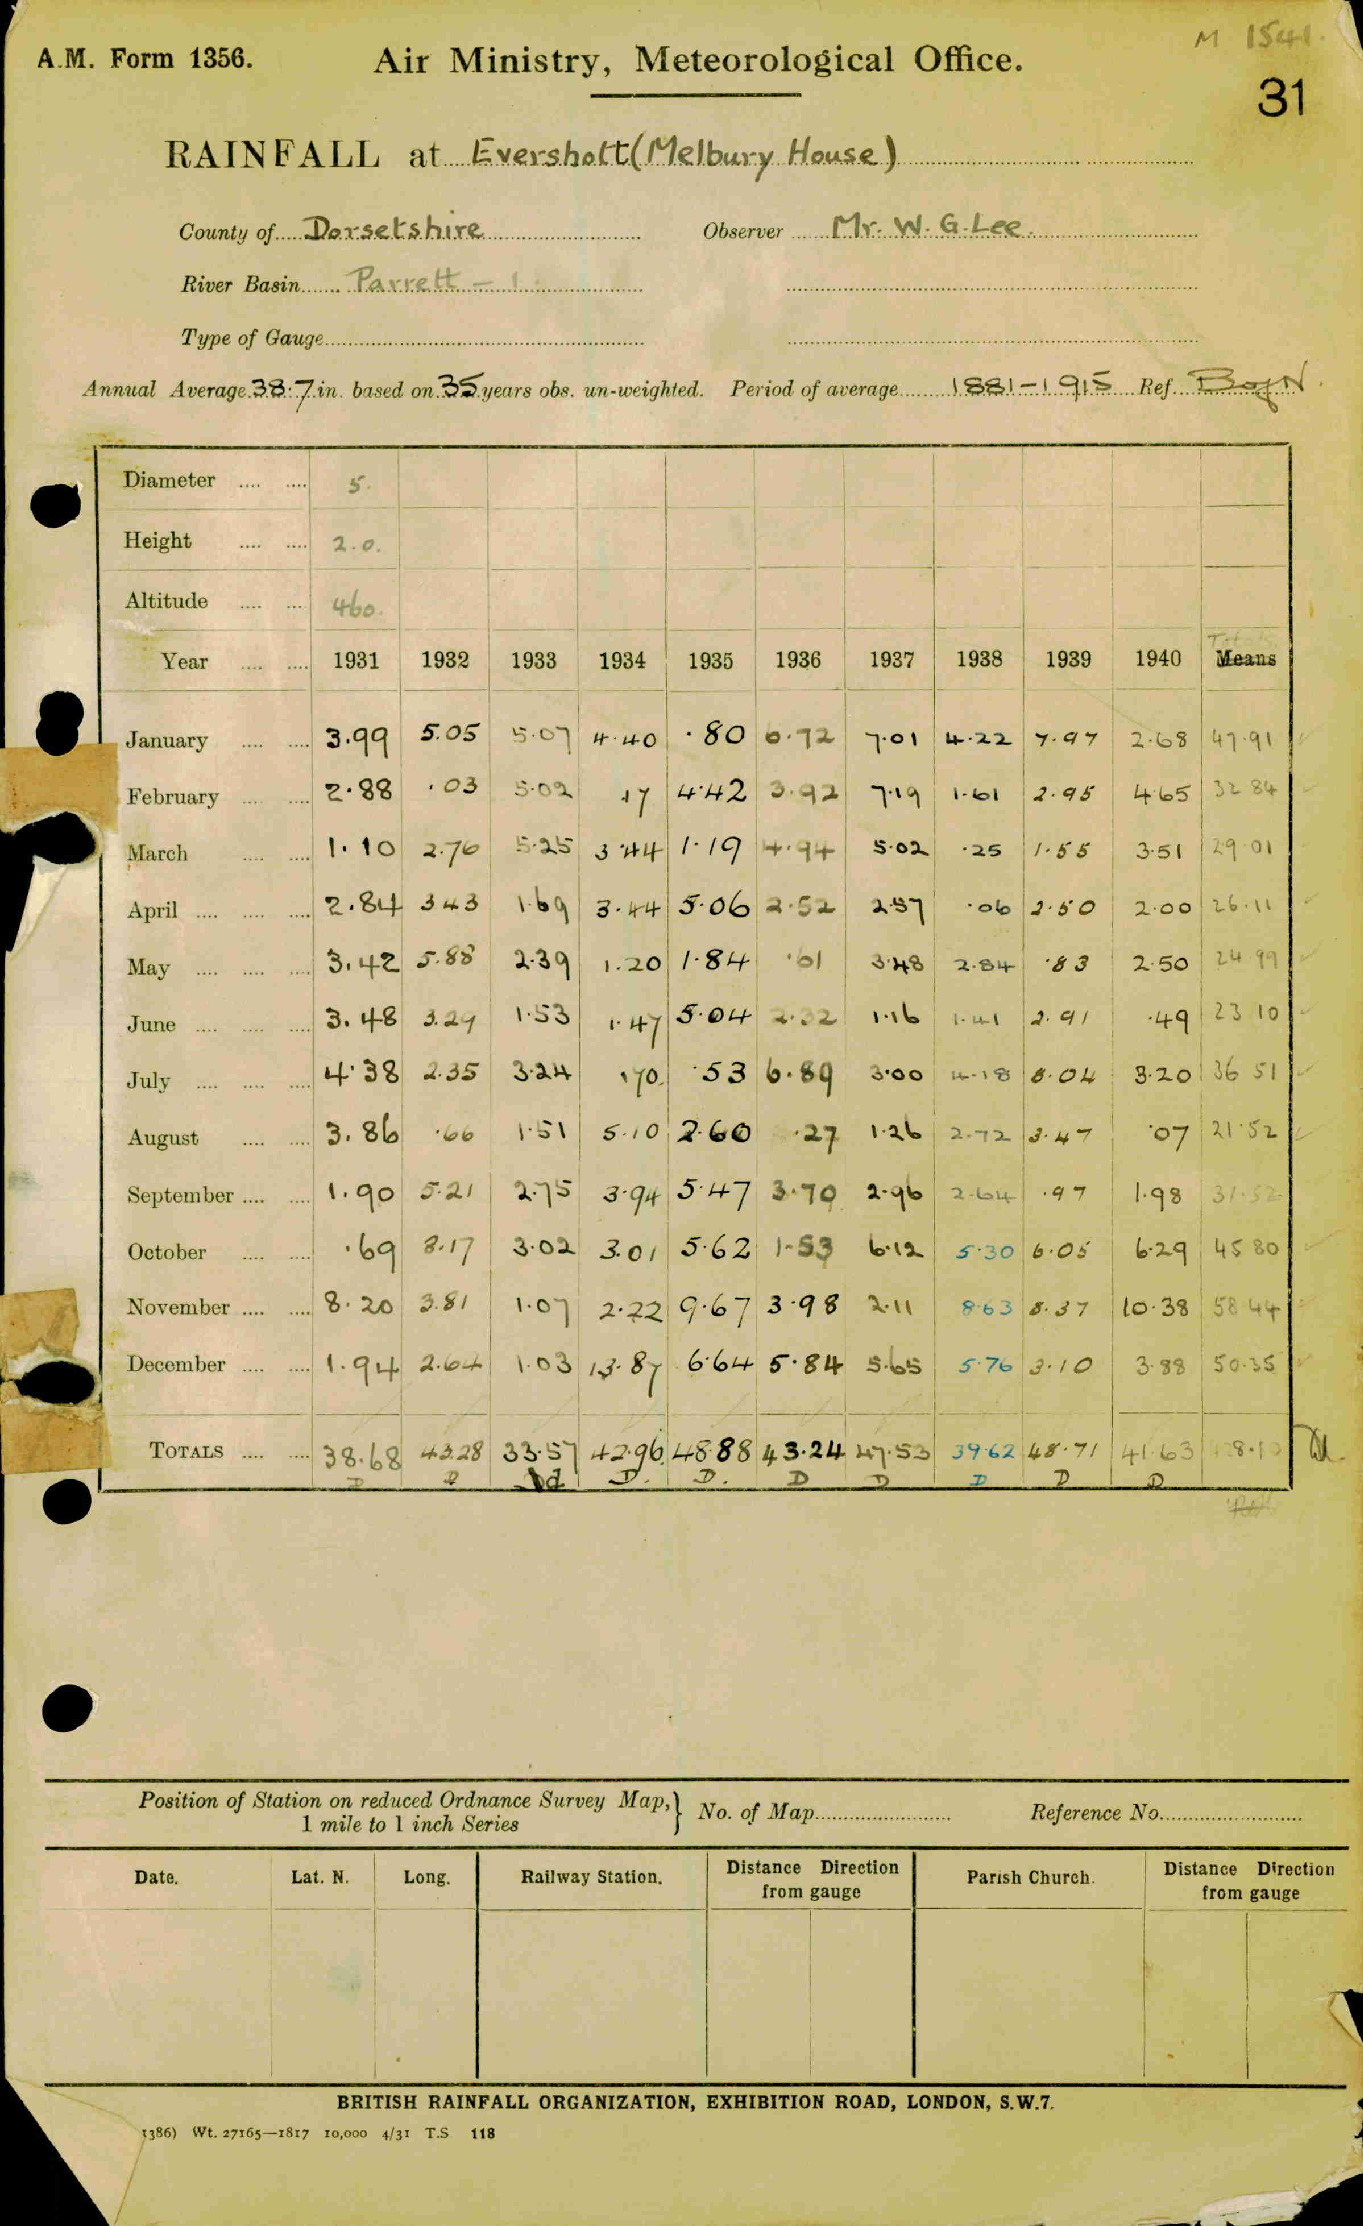 M 1541.
A.M. Form 1356. Air Ministry, Meteorological Office.
31
RAINFALL at Evershott (Melbury House)
County of Dorsetshire Observer Mr. W. G. Lee.
River Basin Parrett – 1
Type of Gauge
Annual Average 38.7 in. based on 35 years obs. un-weighted. Period of average 1881–1915 Ref. B of N.
Diameter 5.
Height 2.0.
Altitude 460.
Year 1931 1932 1933 1934 1935 1936 1937 1938 1939 1940 Totals Means
January 3.99 5.05 5.07 4.40 .80 6.72 7.01 4.22 7.97 2.68 47.91
February 2.88 .03 5.02 .17 4.42 3.92 7.19 1.61 2.95 4.65 32 84
March 1.10 2.76 5.25 3.44 1.19 4.94 5.02 .25 1.55 3.51 29.01
April 2.84 3 43 1.69 3.44 5.06 2.52 2.57 .06 2.50 2.00 26.11
May 3.42 5.88 2.39 1.20 1.84 .61 3.48 2.84 .83 2.50 24 99
June 3.48 3.29 1.53 1.47 5.04 2.32 1.16 1.41 2.91 .49 23 10
July 4.38 2.35 3.24 .70 .53 6.89 3.00 4.18 8.04 3.20 36 51
August 3.86 .66 1.51 5.10 2.60 .27 1.26 2.72 3.47 .07 21.52
September 1.90 5.21 2.75 3.94 5.47 3.70 2.96 2.64 .97 1.98 31.52
October .69 8.17 3.02 3.01 5.62 1.53 6.12 5.30 6.05 6.29 45 80
November 8.20 3.81 1.07 2.22 9.67 3.98 2.11 8.63 8.37 10.38 58 44
December 1.94 2.64 1.03 13.87 6.64 5.84 5.65 5.76 3.10 3.88 50.35
TOTALS 38.68 43.28 33.57 42.96 48.88 43.24 47.53 39.62 48.71 41.63 428.10
D D bd D. D. D D D D D
Position of Station on reduced Ordnance Survey Map, } No. of Map Reference No.
1 mile to 1 inch Series
Date. Lat. N. Long. Railway Station. Distance Direction from gauge Parish Church. Distance Direction from gauge
BRITISH RAINFALL ORGANIZATION, EXHIBITION ROAD, LONDON, S.W.7.
1386) Wt. 27165—1817 10,000 4/31 T.S 118